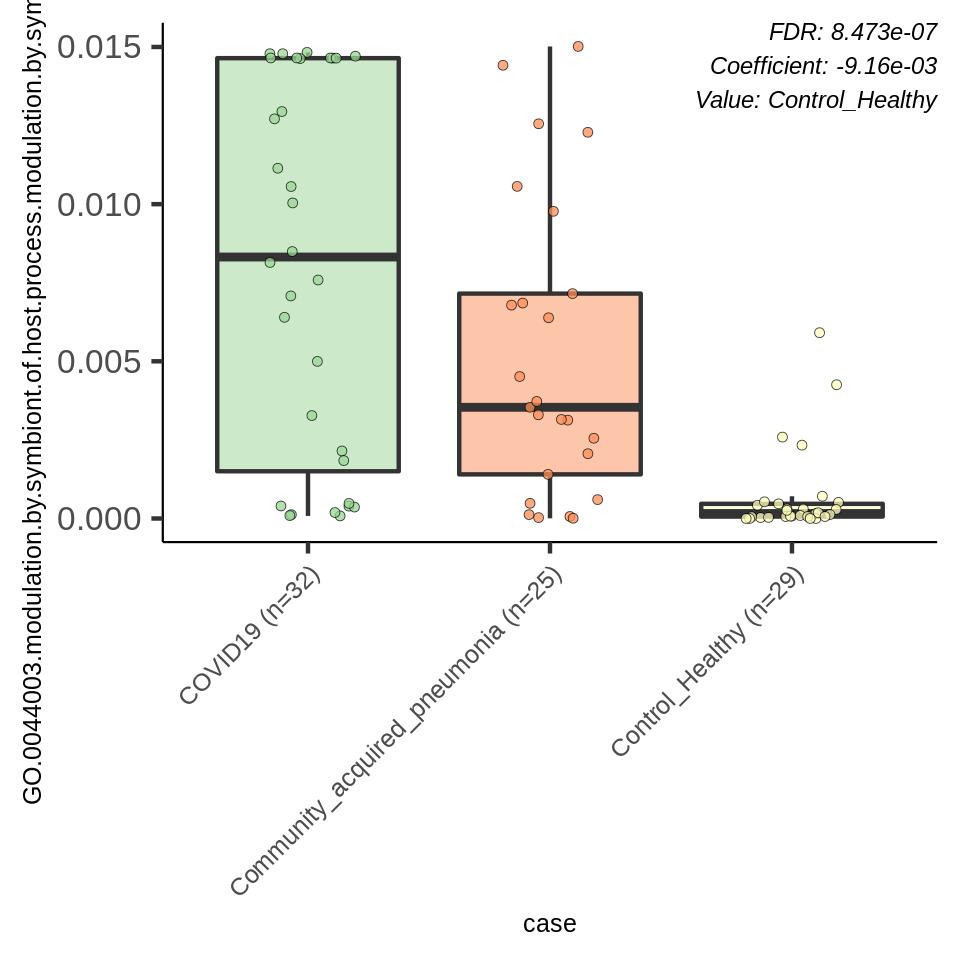 FDR: 8.473e-07
Coefficient: -9.16e-03
Value: Control_Healthy
GO.0044003.modulation.by.symbiont.of.host.process.modulation.by.sym
0.015
0.010
0.005
0.000
COVID19 (n=32)
Community_acquired_pneumonia (n=25)
Control_Healthy (n=29)
case